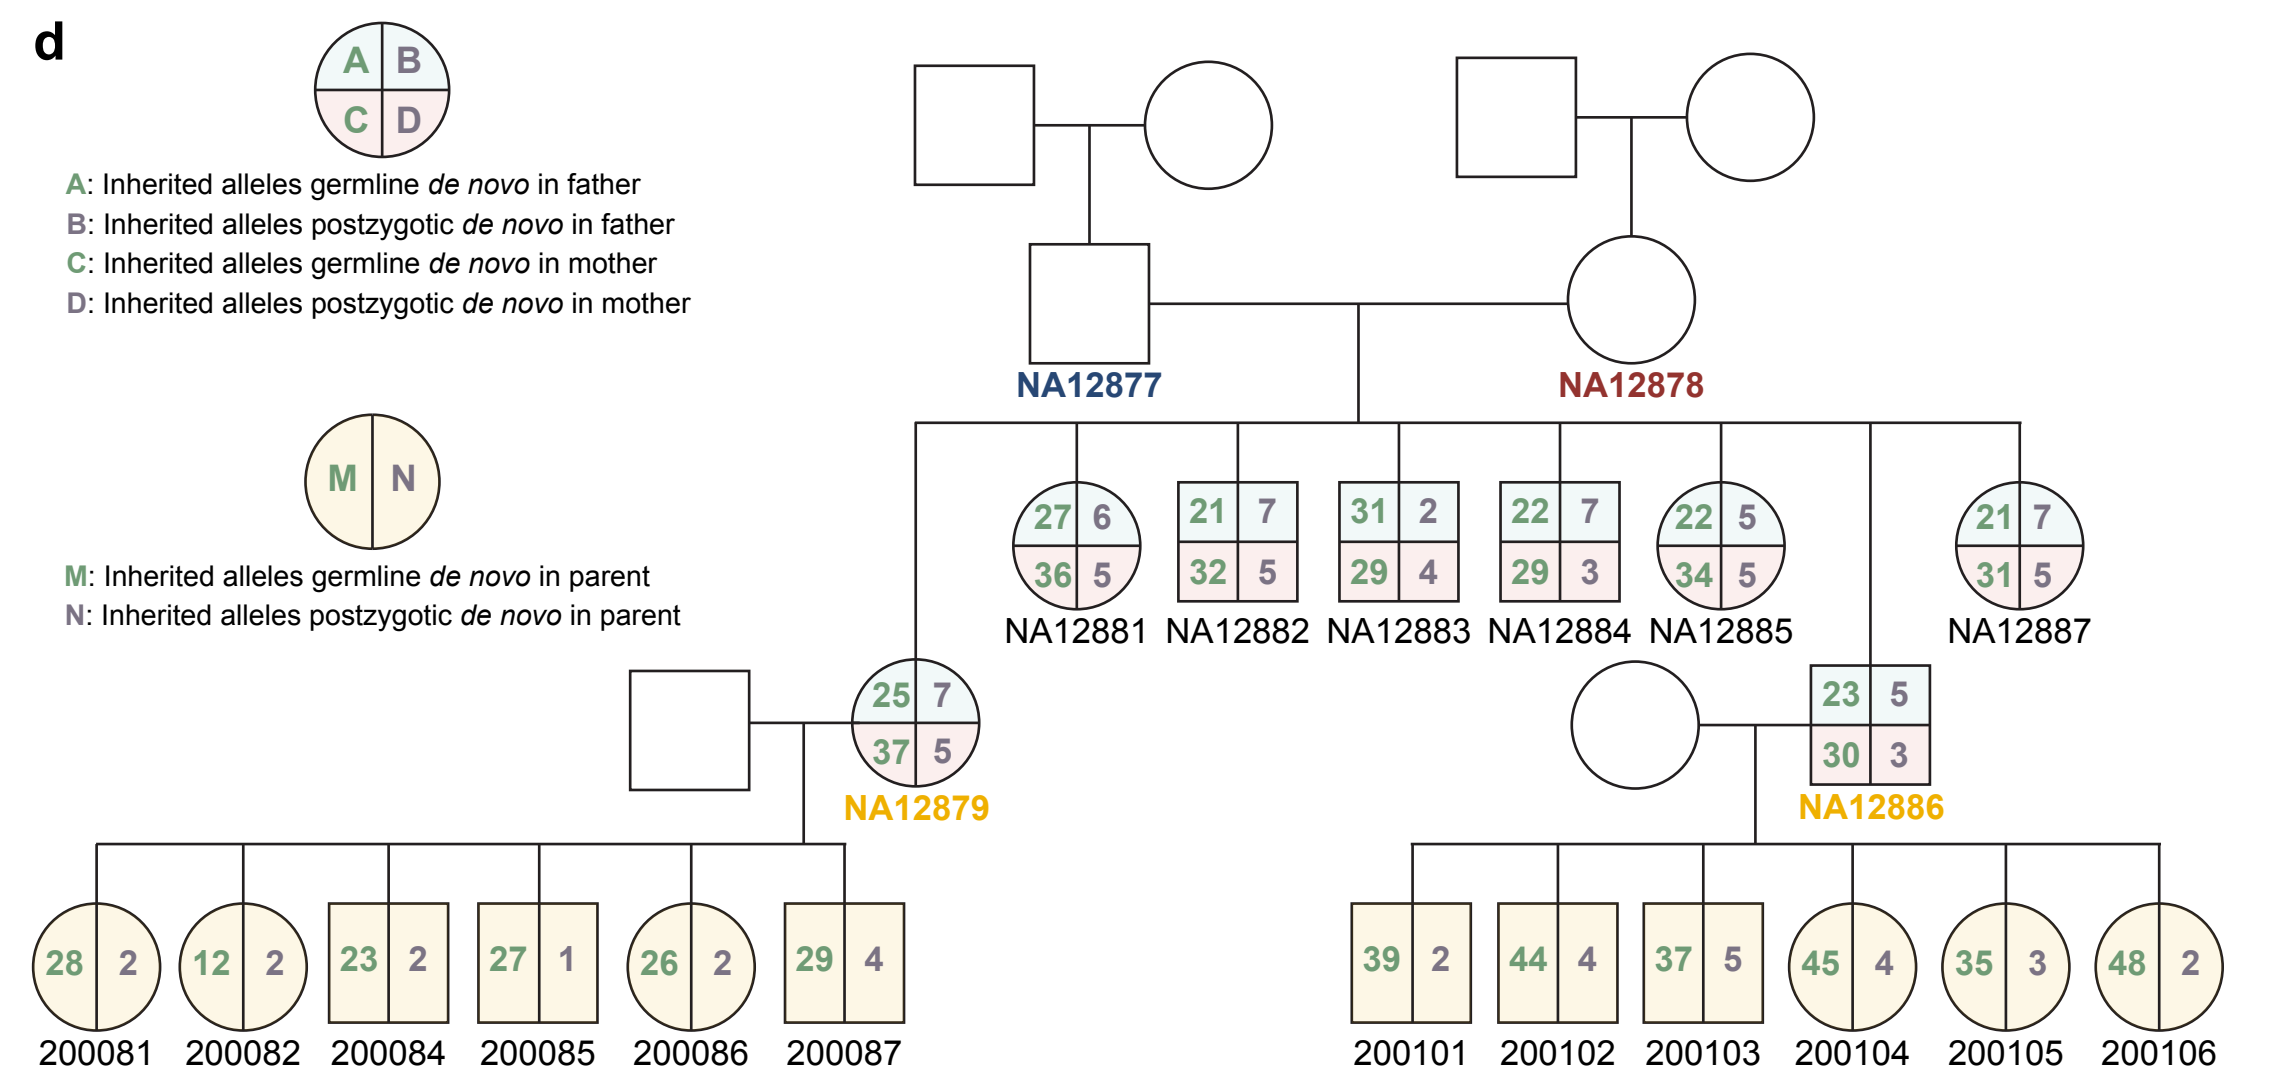 d
A B
C D
A: Inherited alleles germline de novo in father
B: Inherited alleles postzygotic de novo in father
C: Inherited alleles germline de novo in mother
D: Inherited alleles postzygotic de novo in mother
M N
M: Inherited alleles germline de novo in parent
N: Inherited alleles postzygotic de novo in parent
NA12877 NA12878
27 6 21 7 31 2 22 7 22 5 21 7
36 5 32 5 29 4 29 3 34 5 31 5
NA12881 NA12882 NA12883 NA12884 NA12885 NA12887
25 7 23 5
37 5 30 3
NA12879 NA12886
28 2 12 2 23 2 27 1 26 2 29 4 39 2 44 4 37 5 45 4 35 3 48 2
200081 200082 200084 200085 200086 200087 200101 200102 200103 200104 200105 200106